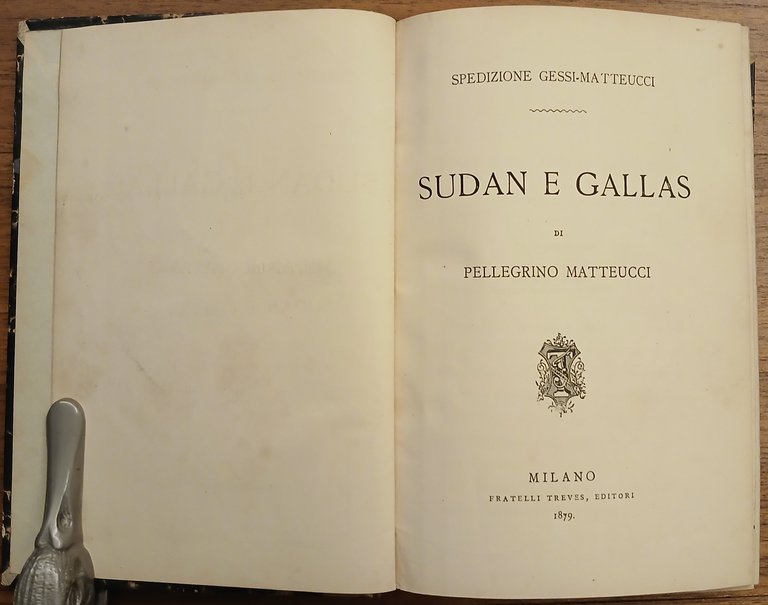 SPEDIZIONE GESSI-MATTEUCCI
SUDAN E GALLAS
DI
PELLEGRINO MATTEUCCI
MILANO
FRATELLI TREVES, EDITORI
1879.